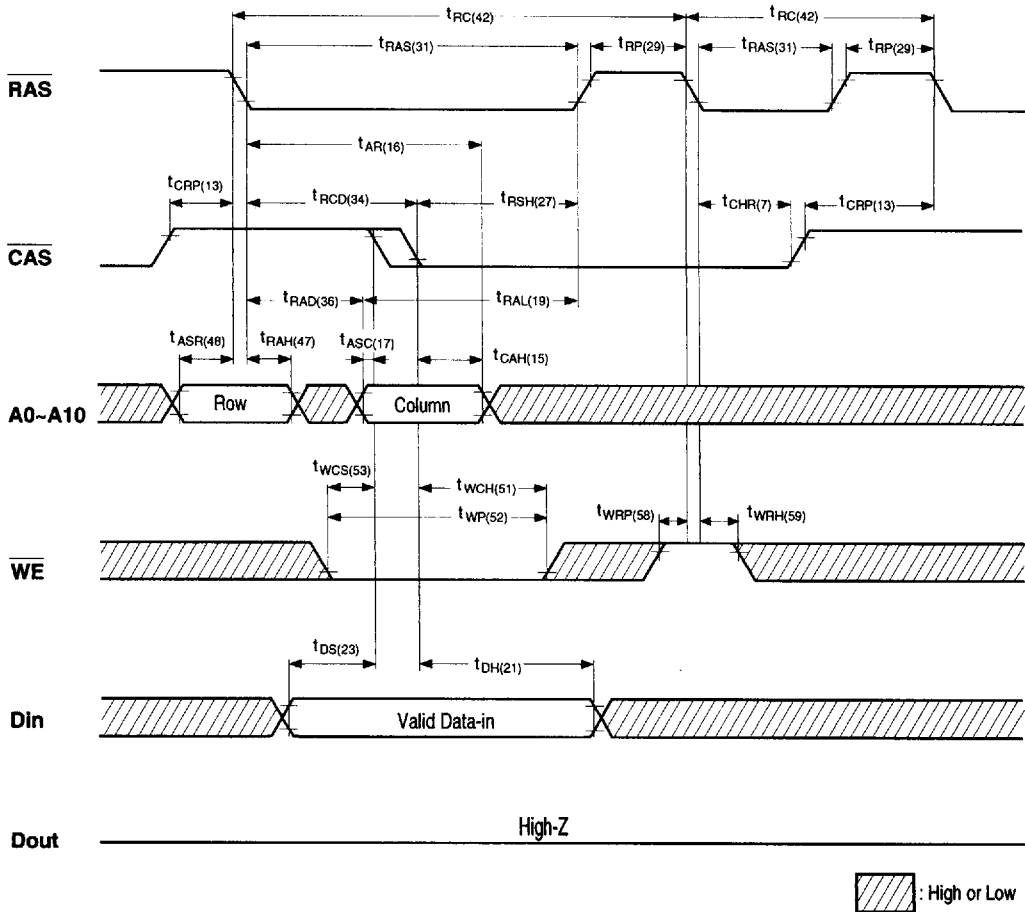 tRC(42) tRC(42)
tRAS(31) tRP(29) tRAS(31) tRP(29)
RAS
tAR(16)
tCRP(13) tRCD(34) tRSH(27) tCHR(7) tCRP(13)
CAS
tRAD(36) tRAL(19)
tASR(48) tRAH(47) tASC(17) tCAH(15)
A0~A10 Row Column
tWCS(53) tWCH(51)
tWP(52) tWRP(58) tWRH(59)
WE
tDS(23) tDH(21)
Din Valid Data-in
High-Z
Dout
: High or Low